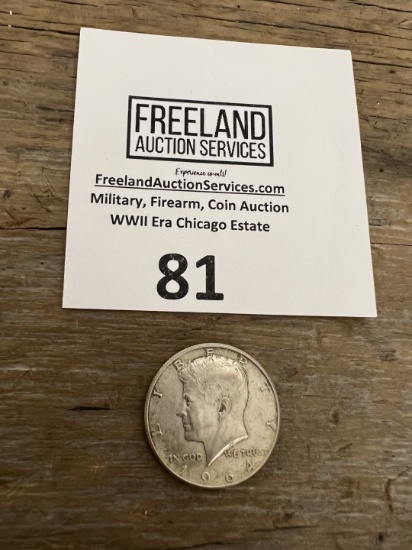 FREELAND
AUCTION SERVICES
Experience counts!
FreelandAuctionServices.com
Military, Firearm, Coin Auction
WWII Era Chicago Estate
81
LIBERTY
IN GOD WE TRUST
1964